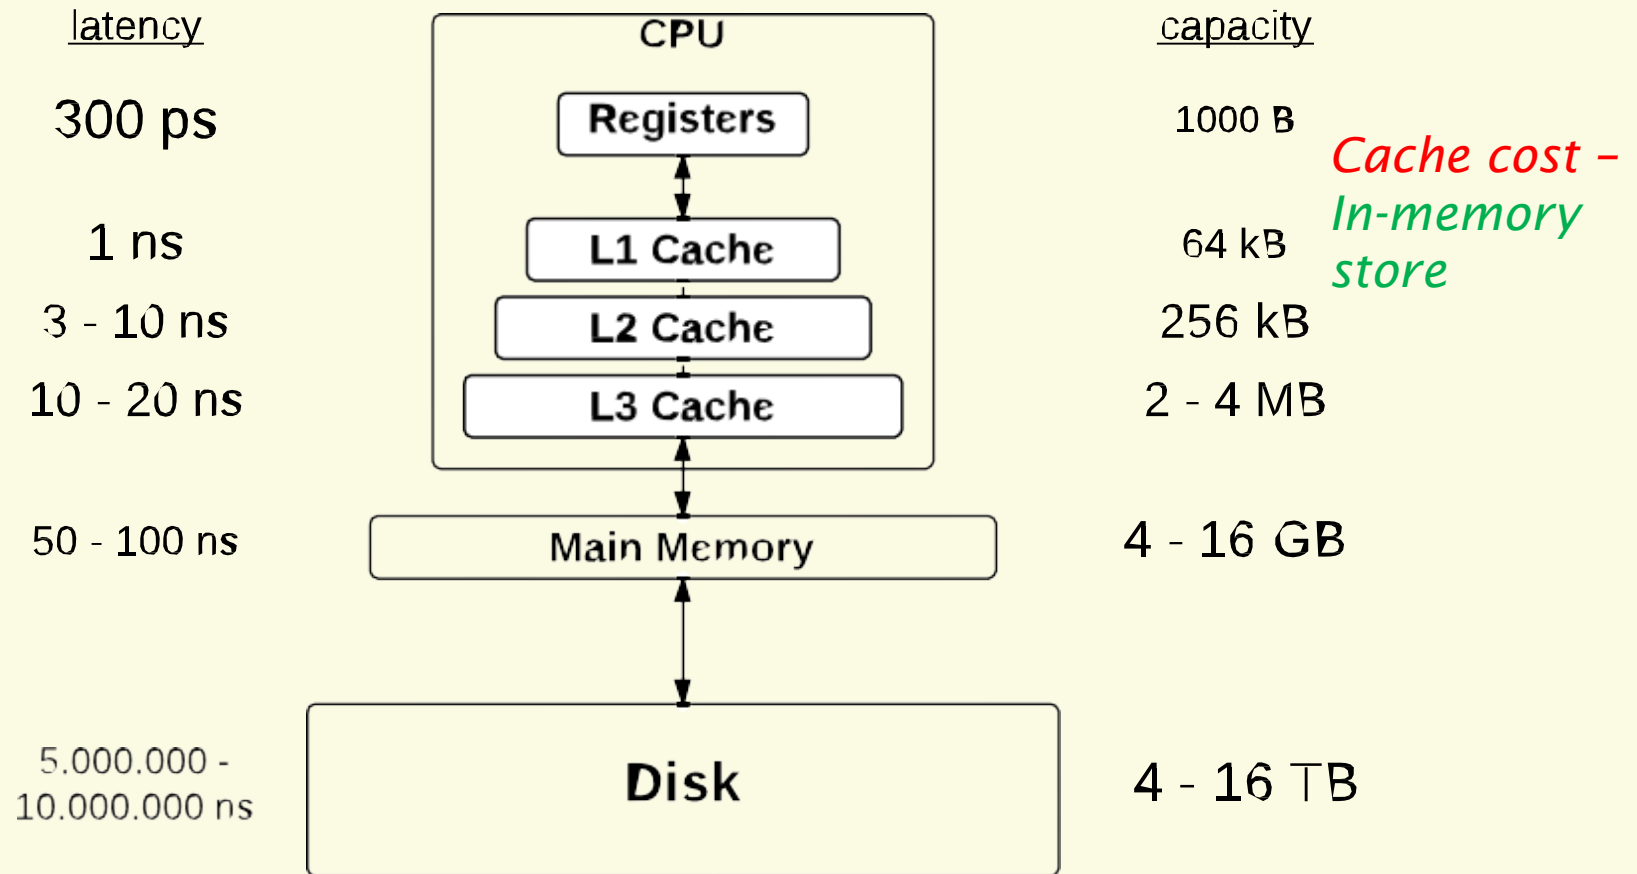 latency
CPU
capacity
300 ps
Registers
1000 B
Cache cost –
In-memory
store
1 ns
L1 Cache
64 kB
3 - 10 ns
L2 Cache
256 kB
10 - 20 ns
L3 Cache
2 - 4 MB
50 - 100 ns
Main Memory
4 - 16 GB
5.000.000 -
10.000.000 ns
Disk
4 - 16 TB